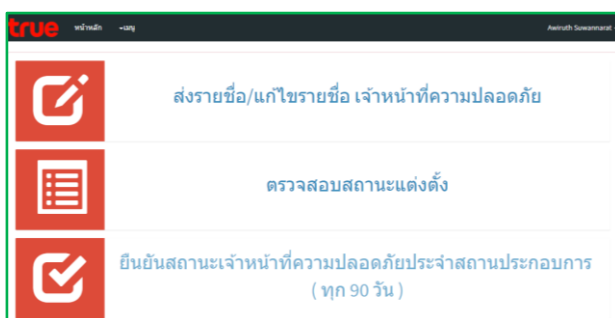 true หน้าหลัก เมนู Awiruth Suwannarat
ส่งรายชื่อ/แก้ไขรายชื่อ เจ้าหน้าที่ความปลอดภัย
ตรวจสอบสถานะแต่งตั้ง
ยืนยันสถานะเจ้าหน้าที่ความปลอดภัยประจำสถานประกอบการ
( ทุก 90 วัน )